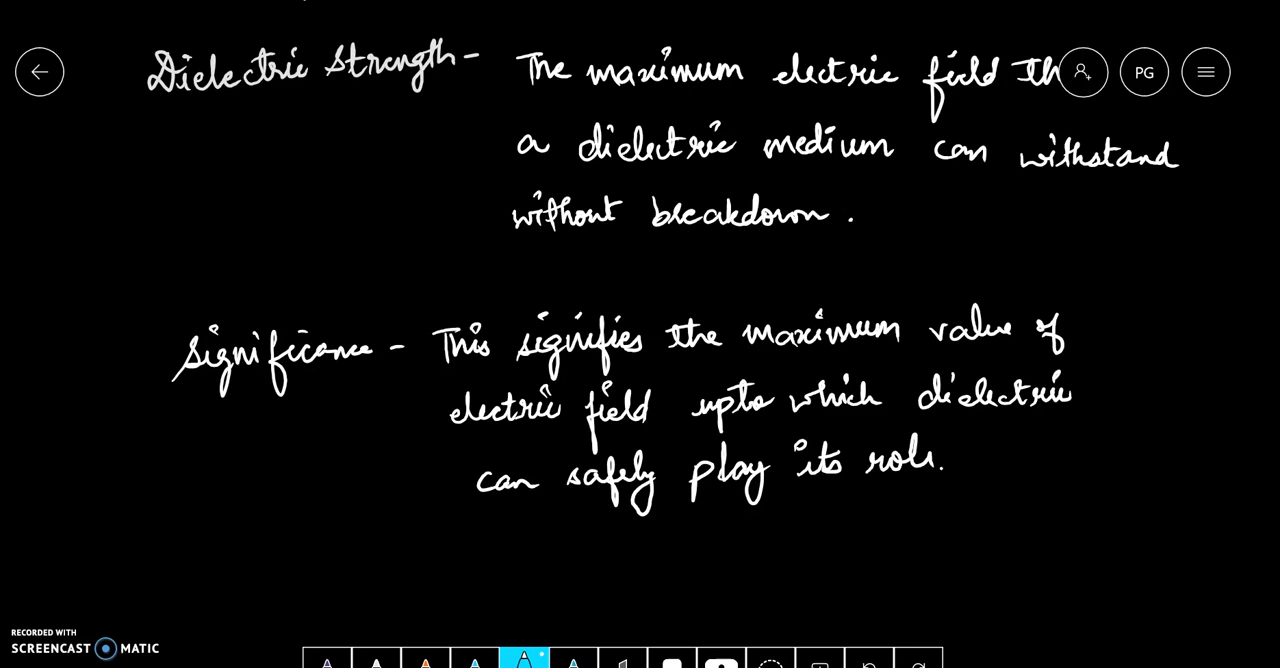 Dielectric Strength - The maximum electric field Th
PG
a dielectric medium can withstand
without breakdown.
Significance - This signifies the maximum value of
electric field upto which dielectric
can safely play its role.
RECORDED WITH
SCREENCAST MATIC